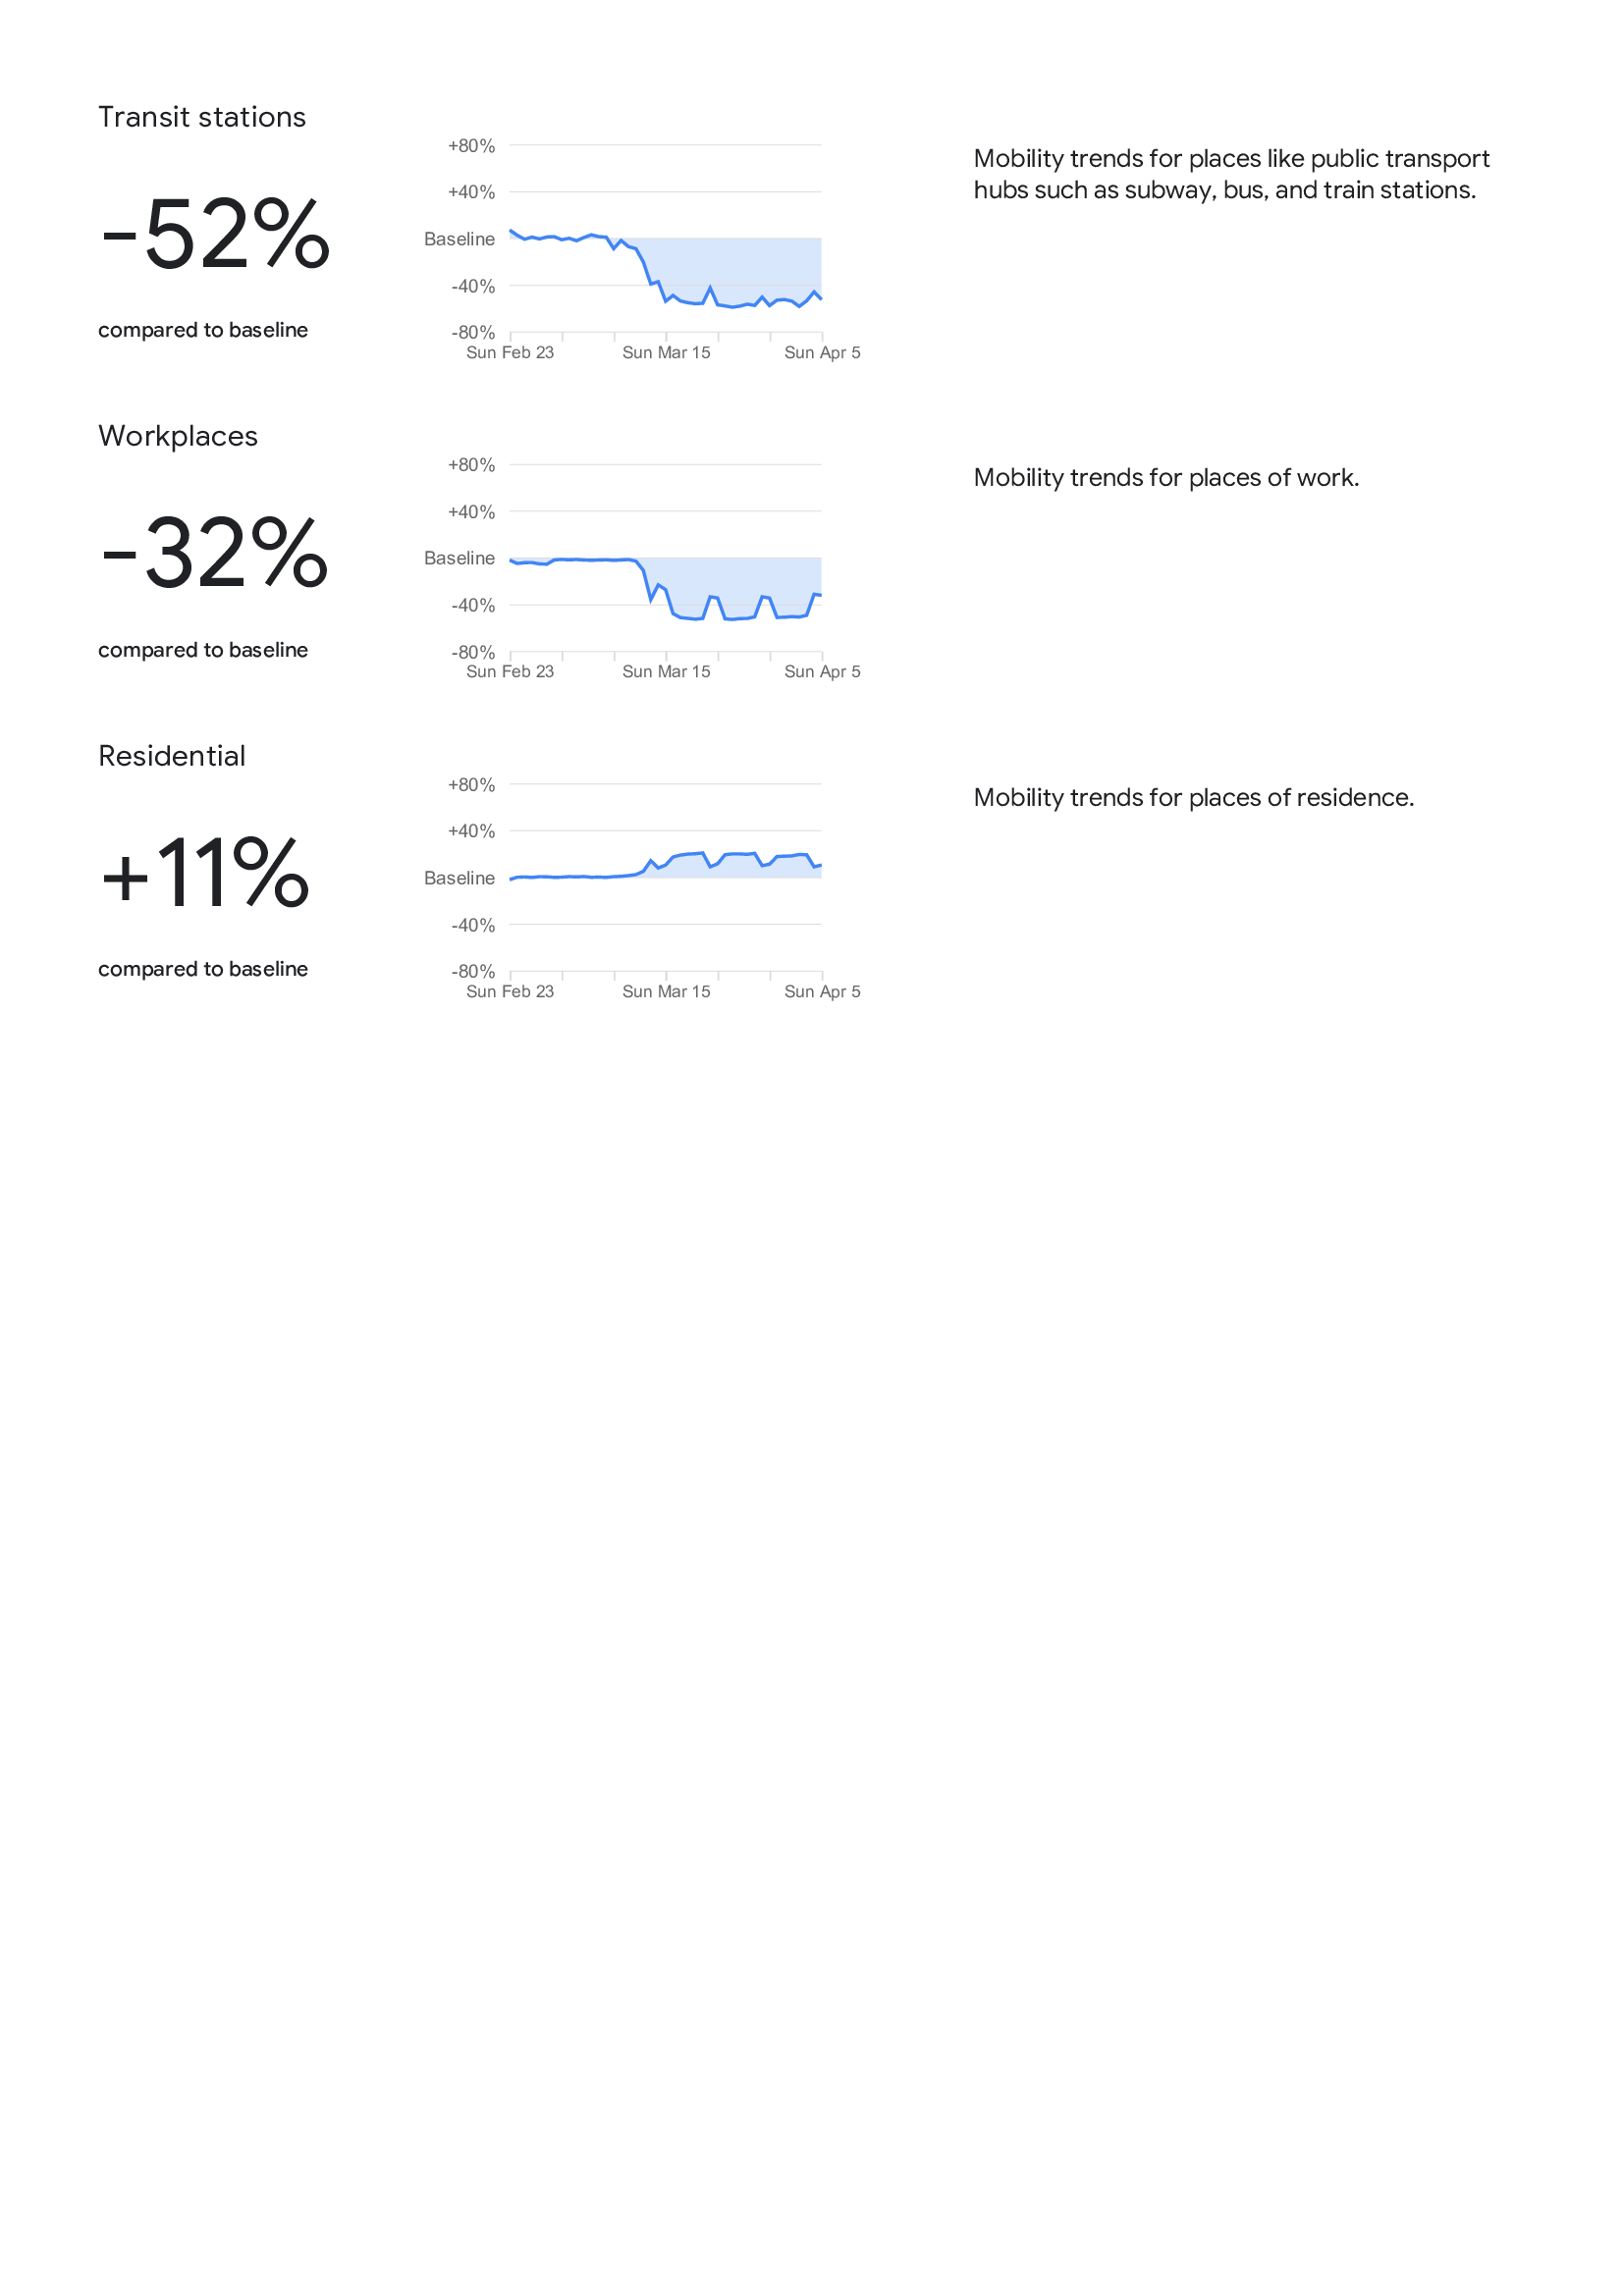 Transit stations
-52%
compared to baseline
+80%
+40%
Baseline
-40%
-80%
Sun Feb 23 Sun Mar 15 Sun Apr 5
Mobility trends for places like public transport
hubs such as subway, bus, and train stations.
Workplaces
-32%
compared to baseline
+80%
+40%
Baseline
-40%
-80%
Sun Feb 23 Sun Mar 15 Sun Apr 5
Mobility trends for places of work.
Residential
+11%
compared to baseline
+80%
+40%
Baseline
-40%
-80%
Sun Feb 23 Sun Mar 15 Sun Apr 5
Mobility trends for places of residence.